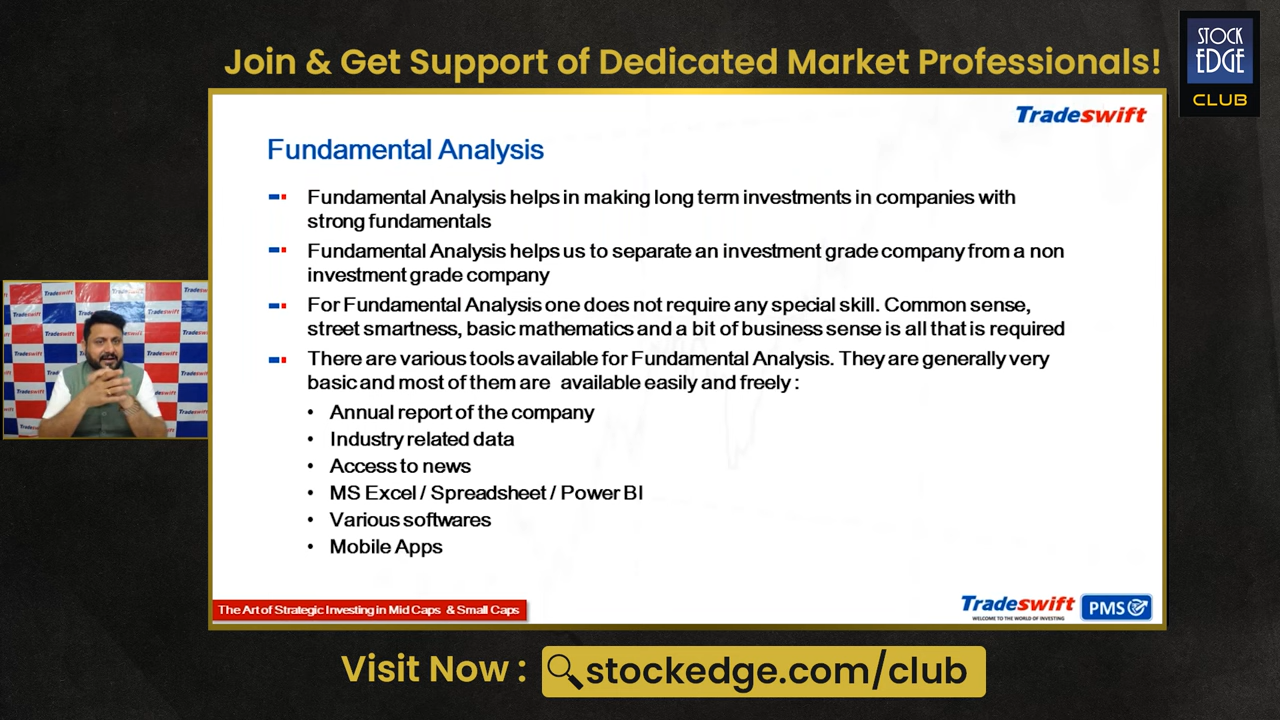 Join & Get Support of Dedicated Market Professionals!
STOCK
EDGE
CLUB
Tradeswift
Fundamental Analysis
Fundamental Analysis helps in making long term investments in companies with
strong fundamentals
Fundamental Analysis helps us to separate an investment grade company from a non
investment grade company
For Fundamental Analysis one does not require any special skill. Common sense,
street smartness, basic mathematics and a bit of business sense is all that is required
There are various tools available for Fundamental Analysis. They are generally very
basic and most of them are available easily and freely :
• Annual report of the company
• Industry related data
• Access to news
• MS Excel / Spreadsheet / Power BI
• Various softwares
• Mobile Apps
The Art of Strategic Investing in Mid Caps & Small Caps
Tradeswift
WELCOME TO THE WORLD OF INVESTING
PMS
Visit Now :
stockedge.com/club